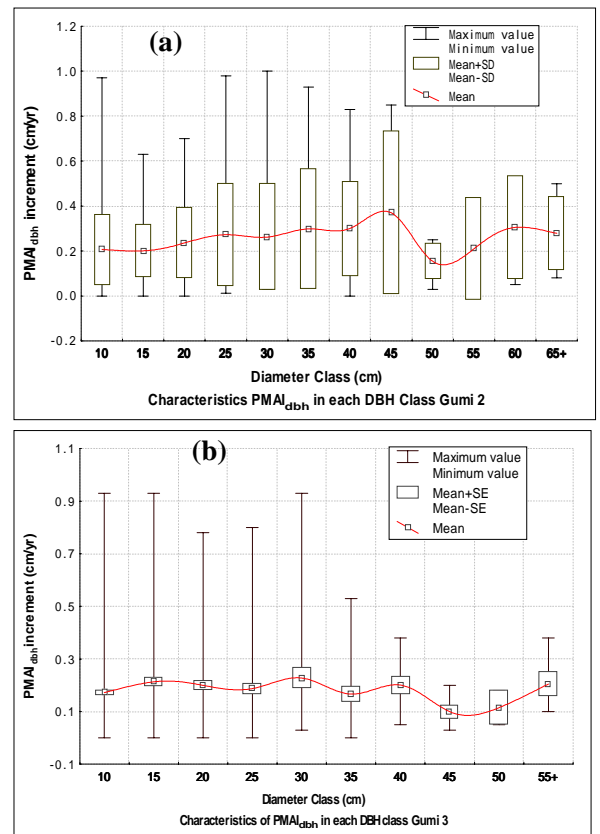 (a)
Maximum value
Minimum value
Mean+SD
Mean-SD
Mean
PMAIdbh increment (cm/yr)
1.2
1.0
0.8
0.6
0.4
0.2
0.0
-0.2
10 15 20 25 30 35 40 45 50 55 60 65+
Diameter Class (cm)
Characteristics PMAIdbh in each DBH Class Gumi 2
(b)
Maximum value
Minimum value
Mean+SE
Mean-SE
Mean
PMAIdbh increment (cm/yr)
1.1
0.9
0.7
0.5
0.3
0.1
-0.1
10 15 20 25 30 35 40 45 50 55+
Diameter Class (cm)
Characteristics of PMAIdbh in each DBH class Gumi 3